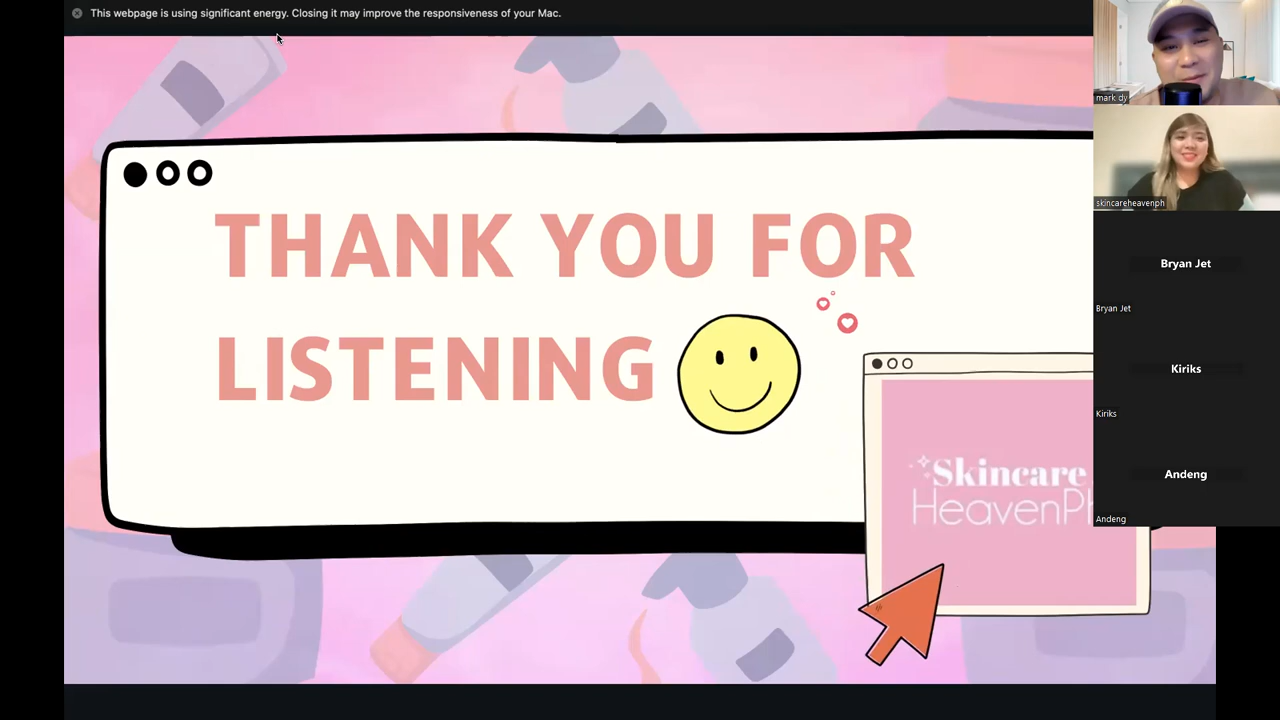 This webpage is using significant energy. Closing it may improve the responsiveness of your Mac.
THANK YOU FOR
LISTENING
Skincare
HeavenPh
mark dy
skincareheavenph
Bryan Jet
Bryan Jet
Kiriks
Kiriks
Andeng
Andeng